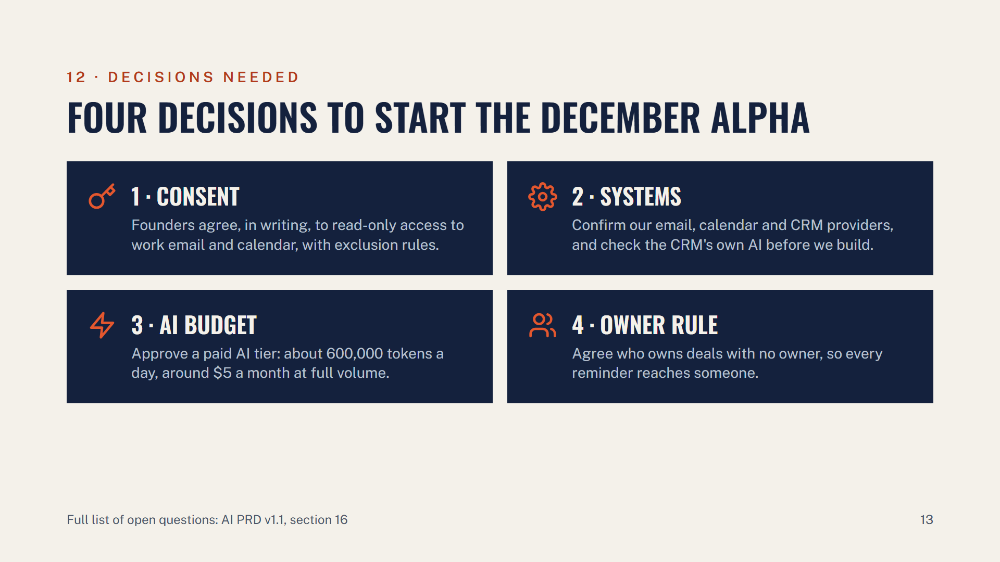 12 · DECISIONS NEEDED
FOUR DECISIONS TO START THE DECEMBER ALPHA
1 · CONSENT
Founders agree, in writing, to read-only access to
work email and calendar, with exclusion rules.
2 · SYSTEMS
Confirm our email, calendar and CRM providers,
and check the CRM's own AI before we build.
3 · AI BUDGET
Approve a paid AI tier: about 600,000 tokens a
day, around $5 a month at full volume.
4 · OWNER RULE
Agree who owns deals with no owner, so every
reminder reaches someone.
Full list of open questions: AI PRD v1.1, section 16
13